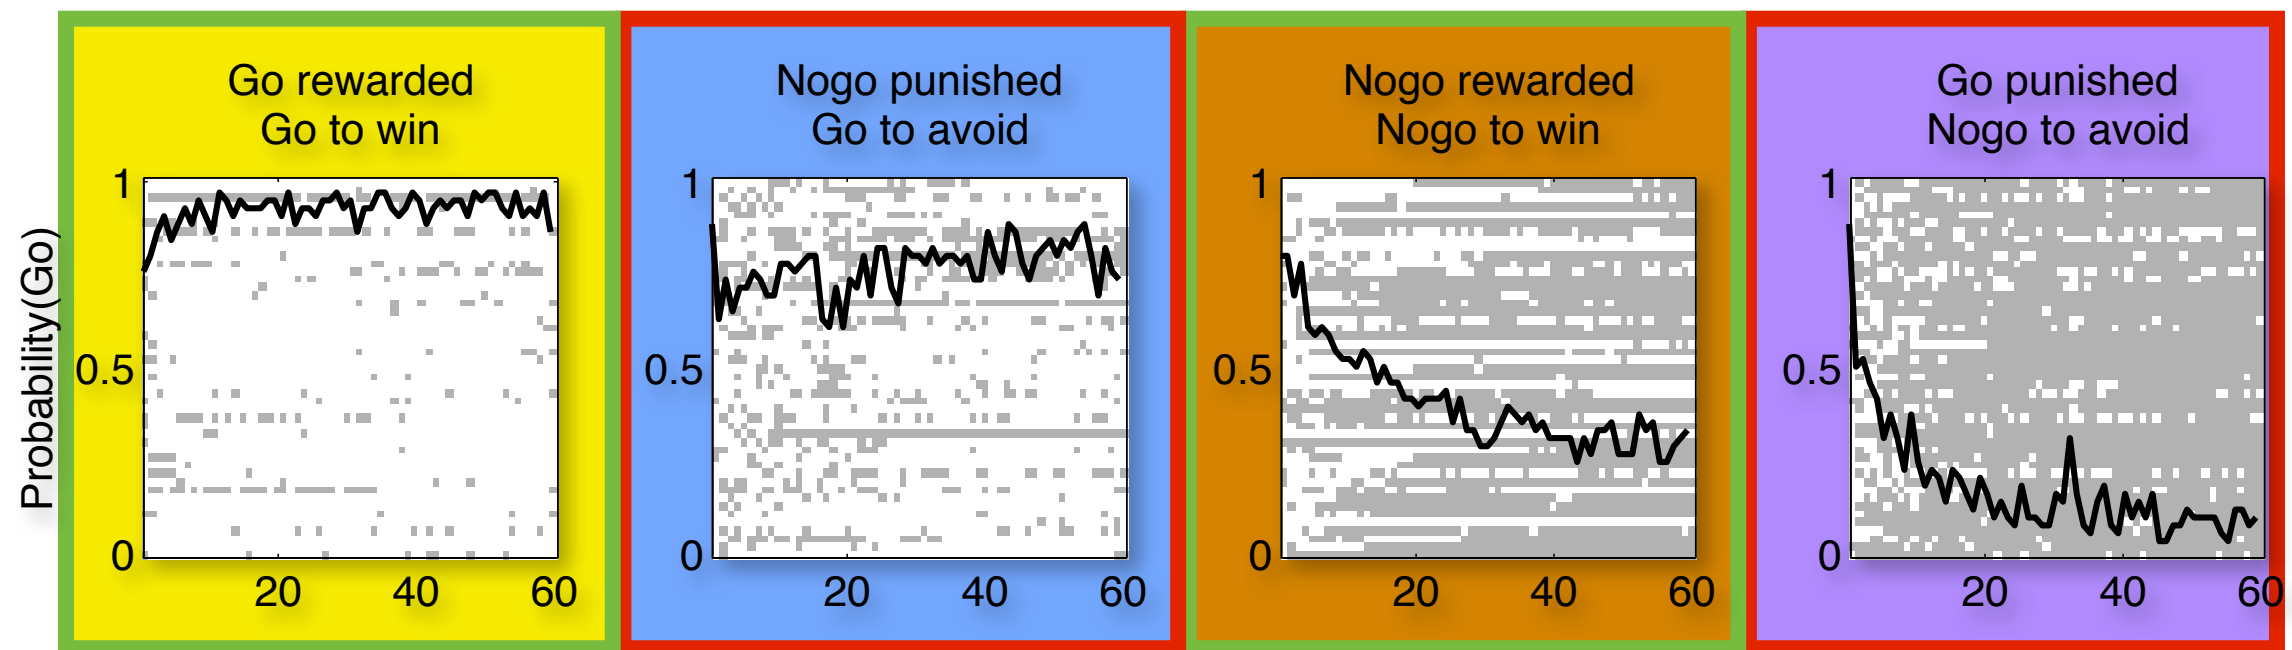 Probability(Go)
Go rewarded
Go to win
1
0.5
0
20 40 60
Nogo punished
Go to avoid
1
0.5
0
20 40 60
Nogo rewarded
Nogo to win
1
0.5
0
20 40 60
Go punished
Nogo to avoid
1
0.5
0
20 40 60